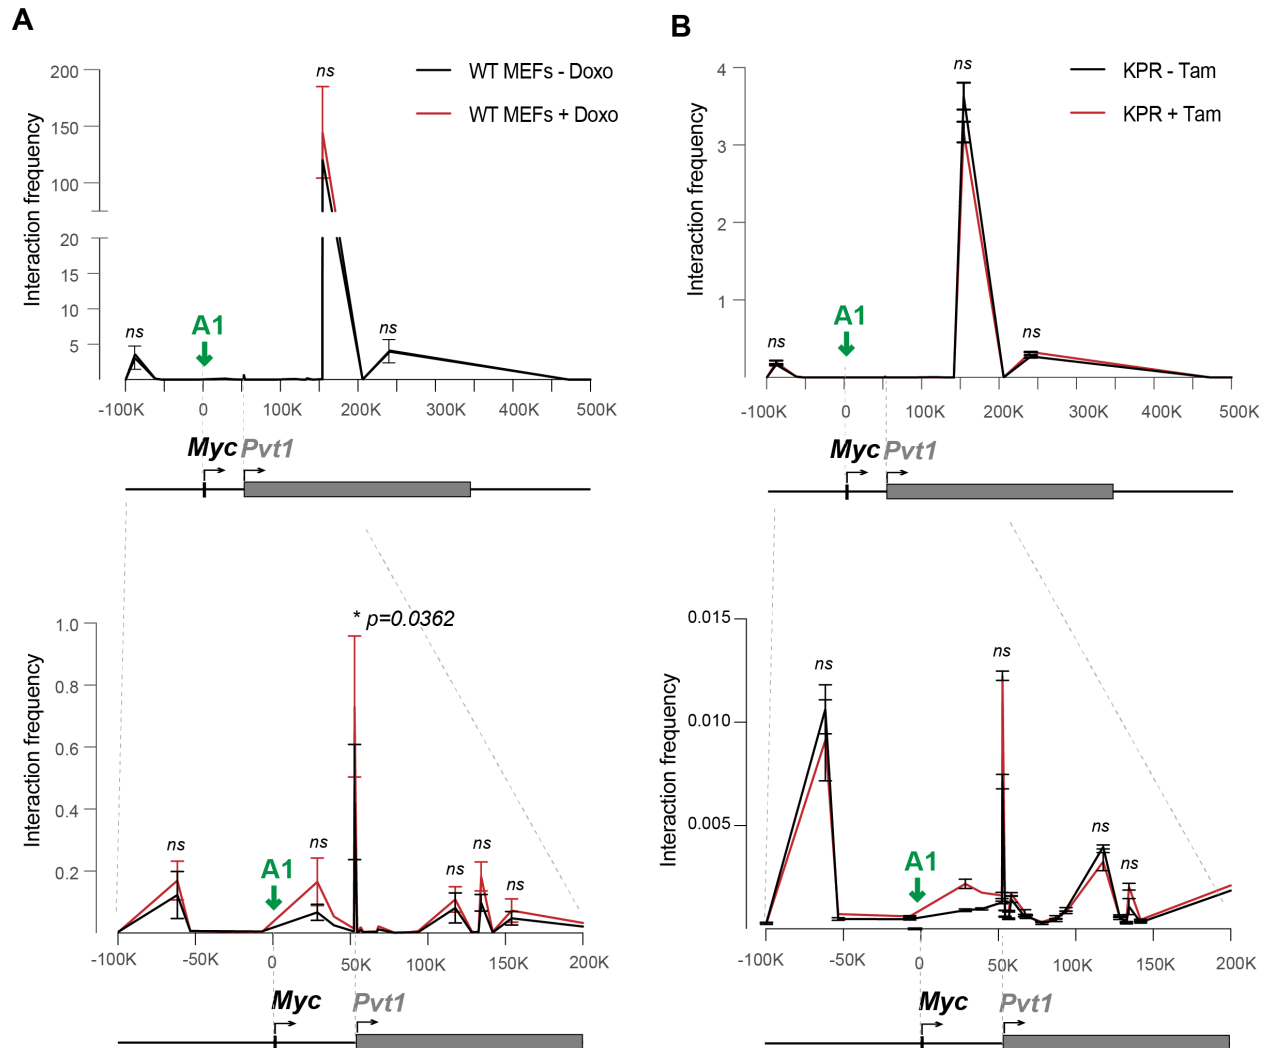 A
Interaction frequency
200
150
100
20
15
10
5
ns
ns
ns
A1
WT MEFs - Doxo
WT MEFs + Doxo
-100K 0 100K 200K 300K 400K 500K
Myc Pvt1
Interaction frequency
1.0
0.8
0.6
0.4
0.2
* p=0.0362
ns
ns
ns
ns
ns
A1
-100K -50K 0 50K 100K 150K 200K
Myc Pvt1
B
Interaction frequency
4
3
2
1
ns
ns
ns
A1
KPR - Tam
KPR + Tam
-100K 0 100K 200K 300K 400K 500K
Myc Pvt1
Interaction frequency
0.015
0.010
0.005
ns
ns
ns
ns
A1
-100K -50K 0 50K 100K 150K 200K
Myc Pvt1